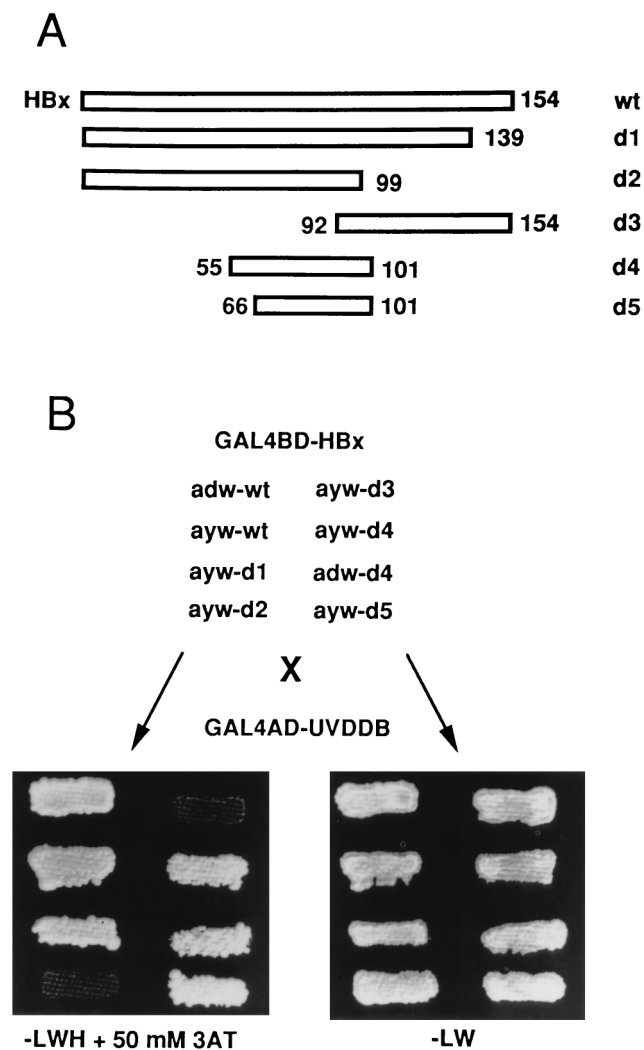 A
HBx 154 wt
139 d1
99 d2
92 154 d3
55 101 d4
66 101 d5
B
GAL4BD-HBx
adw-wt ayw-d3
ayw-wt ayw-d4
ayw-d1 adw-d4
ayw-d2 ayw-d5
X
GAL4AD-UVDDB
-LWH + 50 mM 3AT -LW